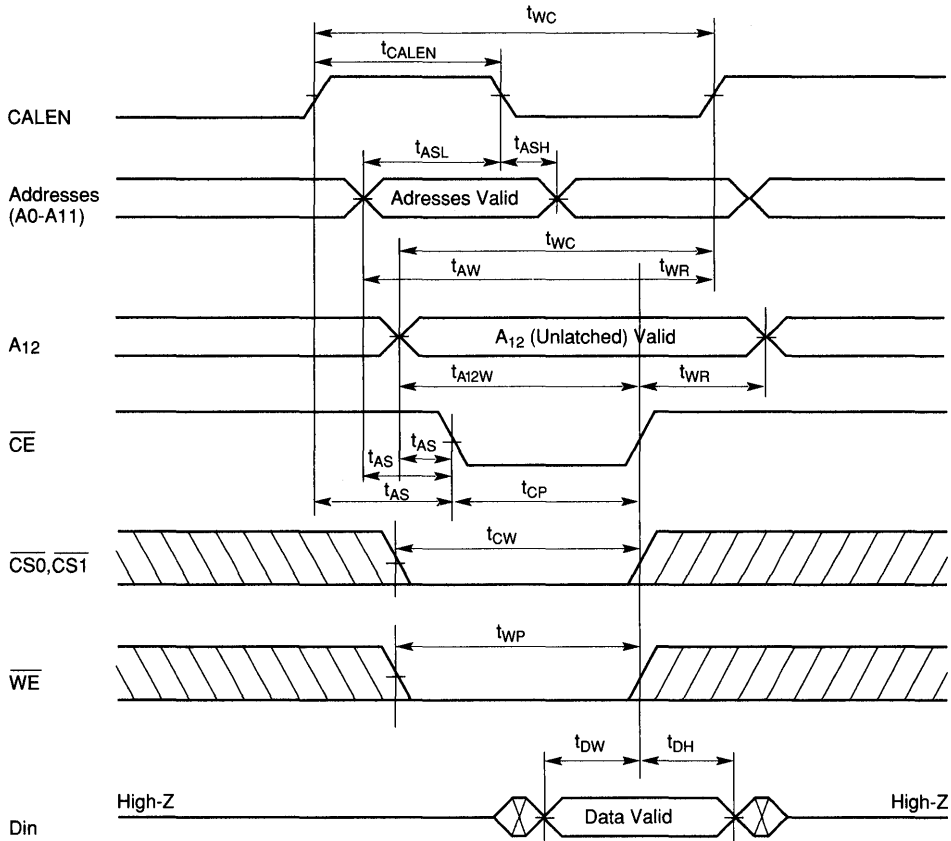 tWC
tCALEN
CALEN
tASL tASH
Addresses
(A0-A11)
Adresses Valid
tWC
tAW tWR
A12
A12 (Unlatched) Valid
tA12W tWR
CE
tAS
tAS
tAS tCP
CS0,CS1
tCW
WE
tWP
tDW tDH
High-Z High-Z
Din
Data Valid